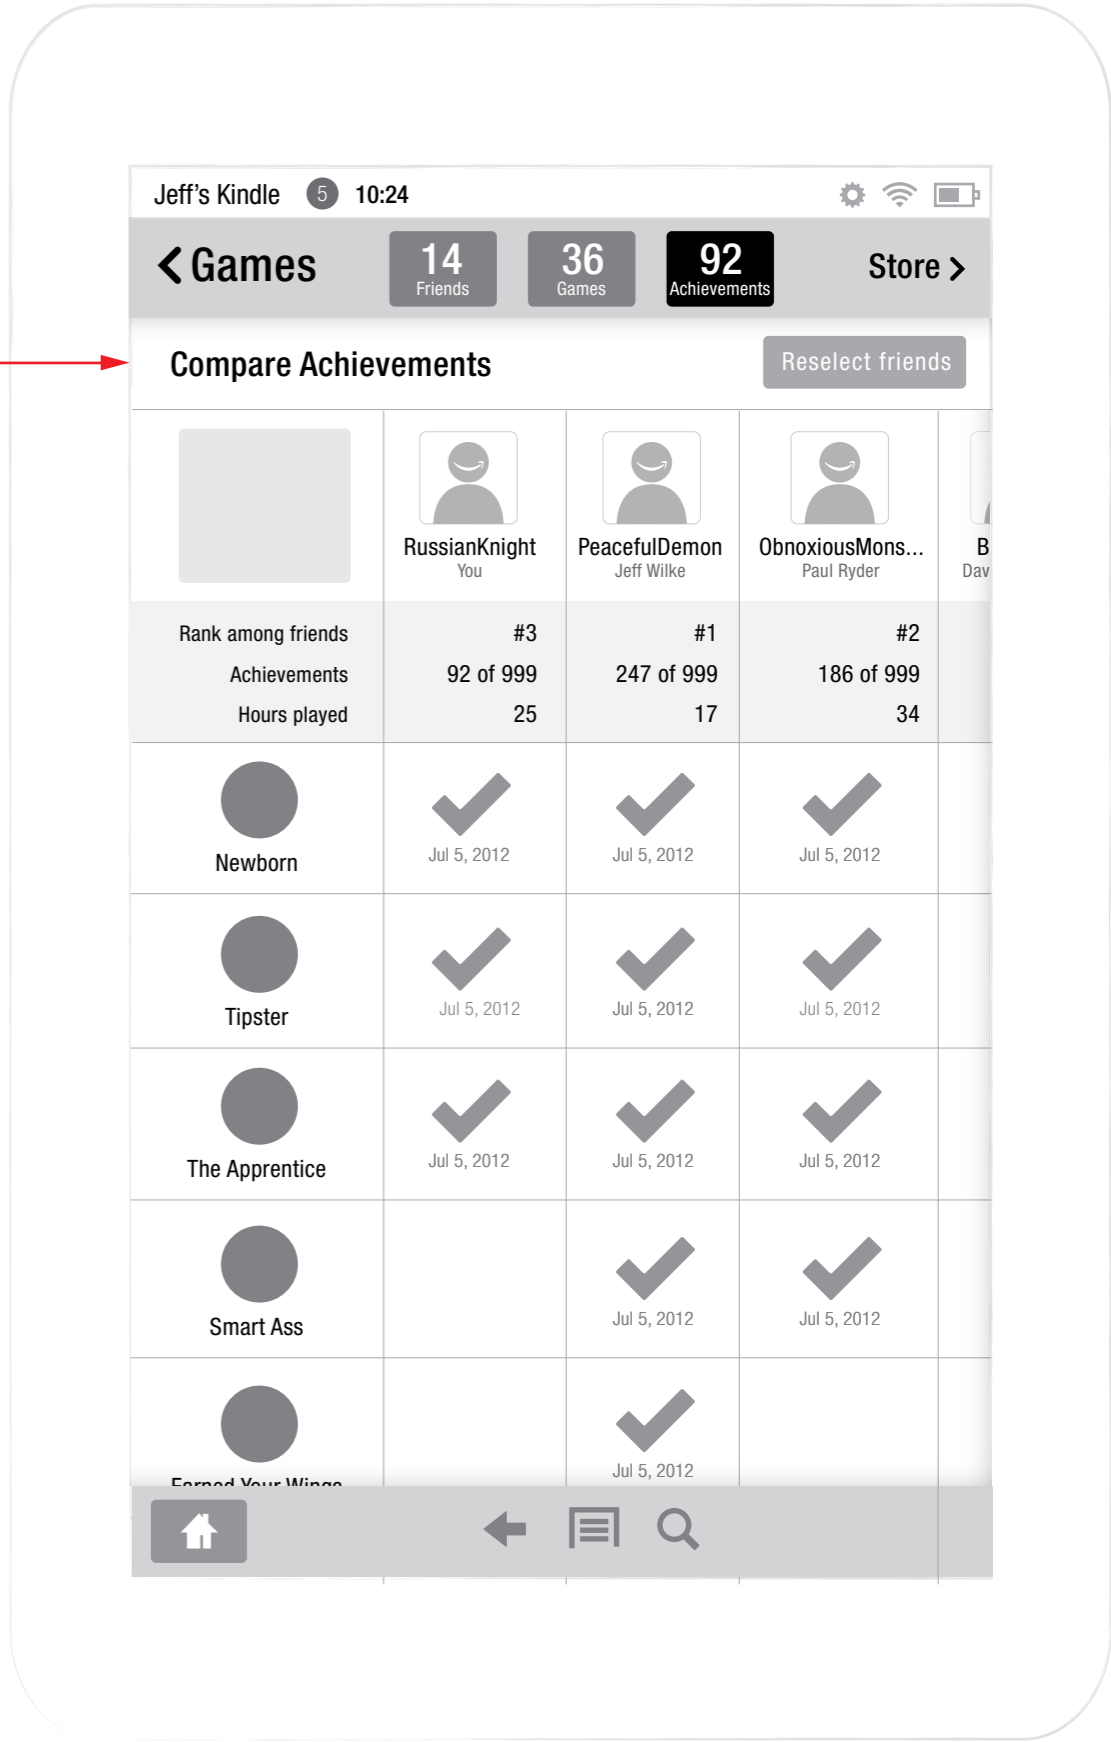 Jeff's Kindle 5 10:24
Games 14 Friends 36 Games 92 Achievements Store
Compare Achievements Reselect friends
RussianKnight PeacefulDemon ObnoxiousMons... B
You Jeff Wilke Paul Ryder Dav
Rank among friends #3 #1 #2
Achievements 92 of 999 247 of 999 186 of 999
Hours played 25 17 34
Jul 5, 2012 Jul 5, 2012 Jul 5, 2012
Newborn
Jul 5, 2012 Jul 5, 2012 Jul 5, 2012
Tipster
Jul 5, 2012 Jul 5, 2012 Jul 5, 2012
The Apprentice
Jul 5, 2012 Jul 5, 2012
Smart Ass
Jul 5, 2012
Earned Your Wings